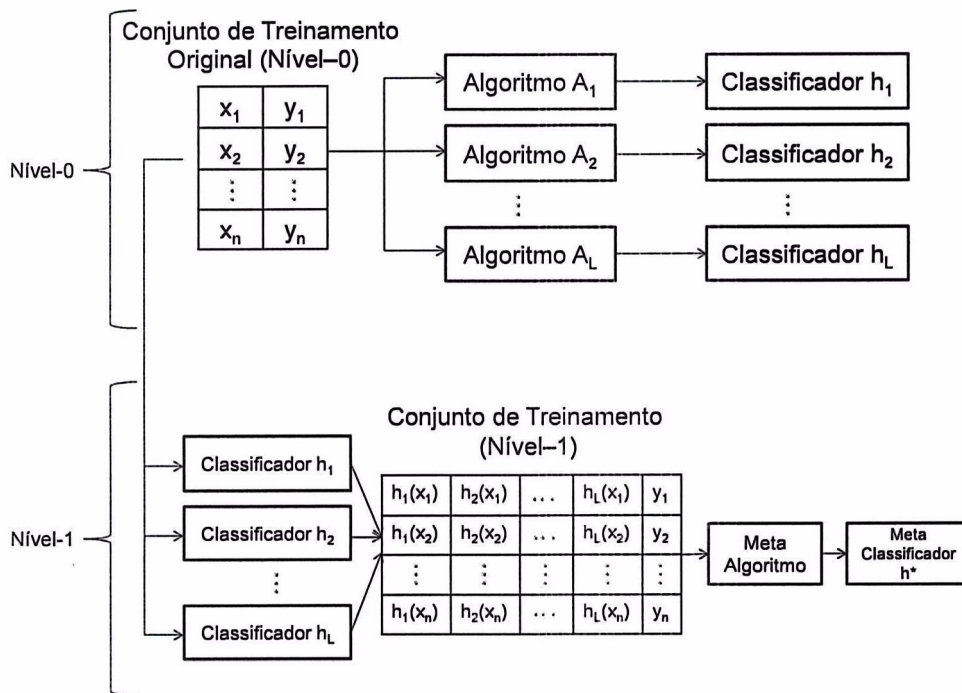 Conjunto de Treinamento
Original (Nível–0)
x1 y1
x2 y2
⋮ ⋮
xn yn
Nível-0
Algoritmo A1
Classificador h1
Algoritmo A2
Classificador h2
⋮ ⋮
Algoritmo AL
Classificador hL
Nível-1
Classificador h1
Classificador h2
⋮
Classificador hL
Conjunto de Treinamento
(Nível–1)
h1(x1) h2(x1) ... hL(x1) y1
h1(x2) h2(x2) ... hL(x2) y2
⋮ ⋮ ⋮ ⋮ ⋮
h1(xn) h2(xn) ... hL(xn) yn
Meta
Algoritmo
Meta
Classificador
h*